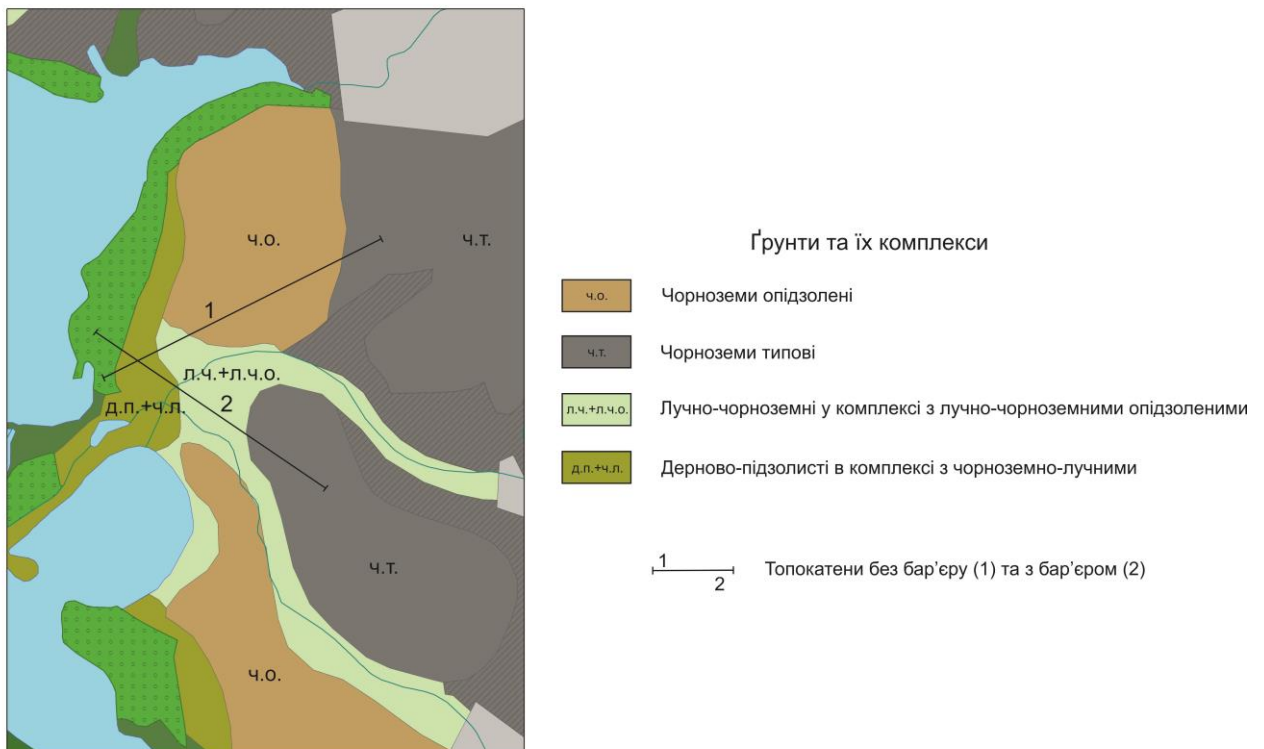 ч.о.
ч.т.
1
л.ч.+л.ч.о.
д.п.+ч.л.
2
ч.т.
ч.о.
Ґрунти та їх комплекси
ч.о. Чорноземи опідзолені
ч.т. Чорноземи типові
л.ч.+л.ч.о. Лучно-чорноземні у комплексі з лучно-чорноземними опідзоленими
д.п.+ч.л. Дерново-підзолисті в комплексі з чорноземно-лучними
1
2
Топокатени без бар’єру (1) та з бар’єром (2)